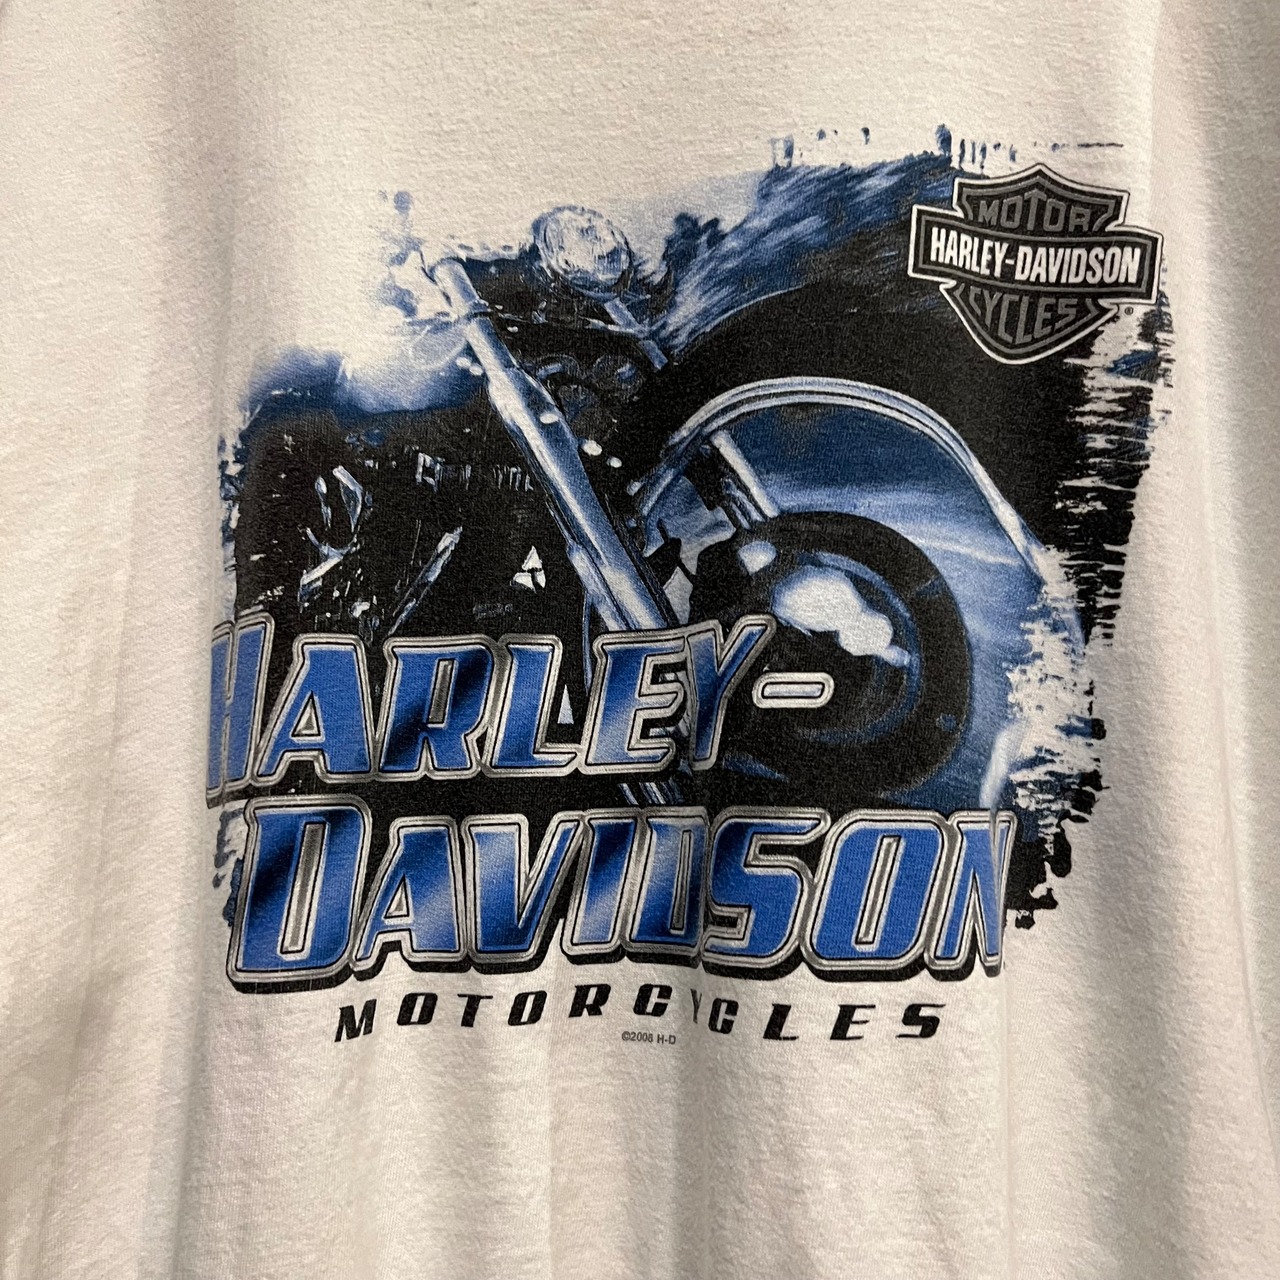 MOTOR
HARLEY-DAVIDSON
CYCLES
®
HARLEY-
DAVIDSON
MOTORCYCLES
©2008 H-D